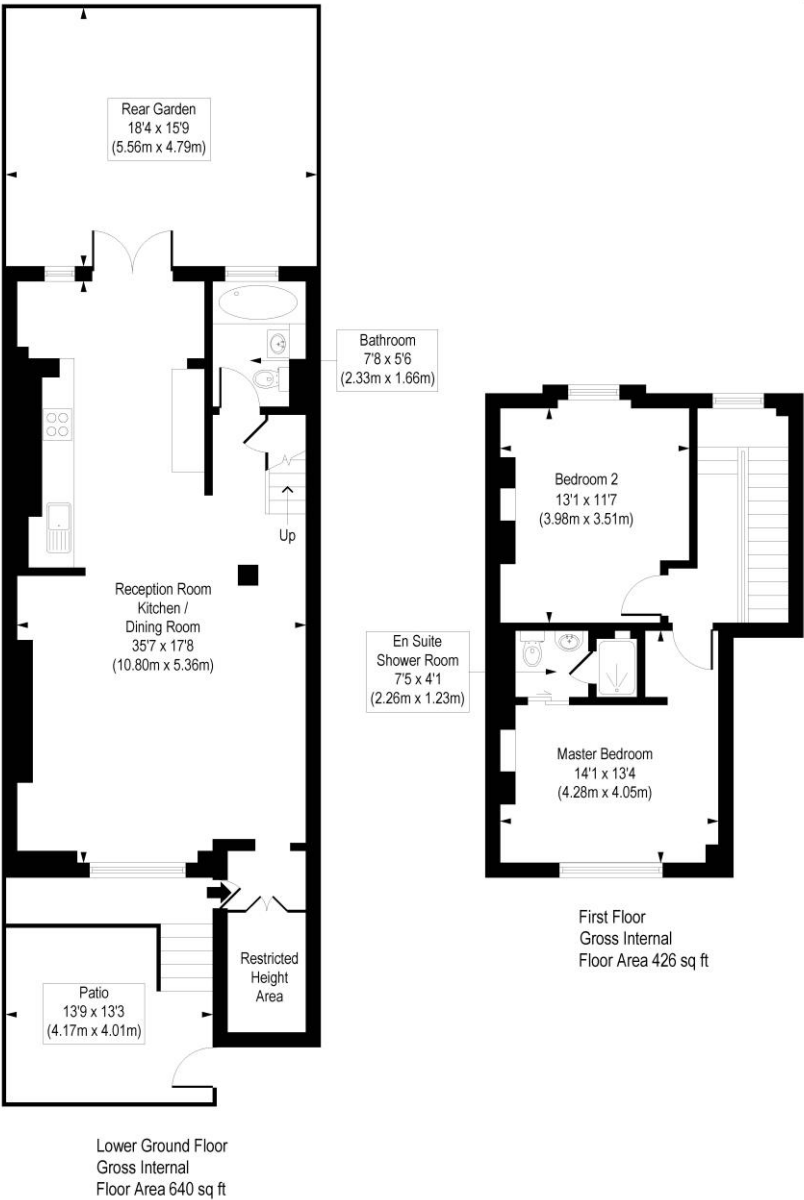 Rear Garden
18'4 x 15'9
(5.56m x 4.79m)
Bathroom
7'8 x 5'6
(2.33m x 1.66m)
Up
Reception Room
Kitchen /
Dining Room
35'7 x 17'8
(10.80m x 5.36m)
Restricted
Height
Area
Patio
13'9 x 13'3
(4.17m x 4.01m)
Lower Ground Floor
Gross Internal
Floor Area 640 sq ft
Bedroom 2
13'1 x 11'7
(3.98m x 3.51m)
En Suite
Shower Room
7'5 x 4'1
(2.26m x 1.23m)
Master Bedroom
14'1 x 13'4
(4.28m x 4.05m)
First Floor
Gross Internal
Floor Area 426 sq ft